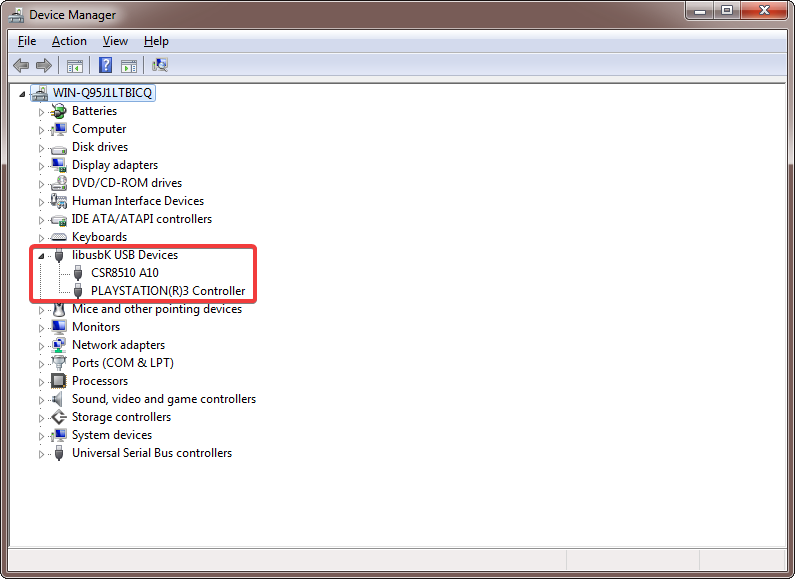 Device Manager
File Action View Help
WIN-Q95J1LTBICQ
Batteries
Computer
Disk drives
Display adapters
DVD/CD-ROM drives
Human Interface Devices
IDE ATA/ATAPI controllers
Keyboards
libusbK USB Devices
CSR8510 A10
PLAYSTATION(R)3 Controller
Mice and other pointing devices
Monitors
Network adapters
Ports (COM & LPT)
Processors
Sound, video and game controllers
Storage controllers
System devices
Universal Serial Bus controllers